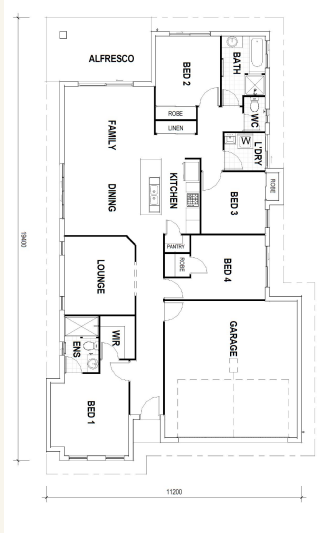 ALFRESCO
BED 2
BATH
ROBE
LINEN
WC
W
L'DRY
FAMILY
DINING
KITCHEN
BED 3
ROBE
PANTRY
ROBE
BED 4
LOUNGE
19400
WIR
ENS
GARAGE
BED 1
11200